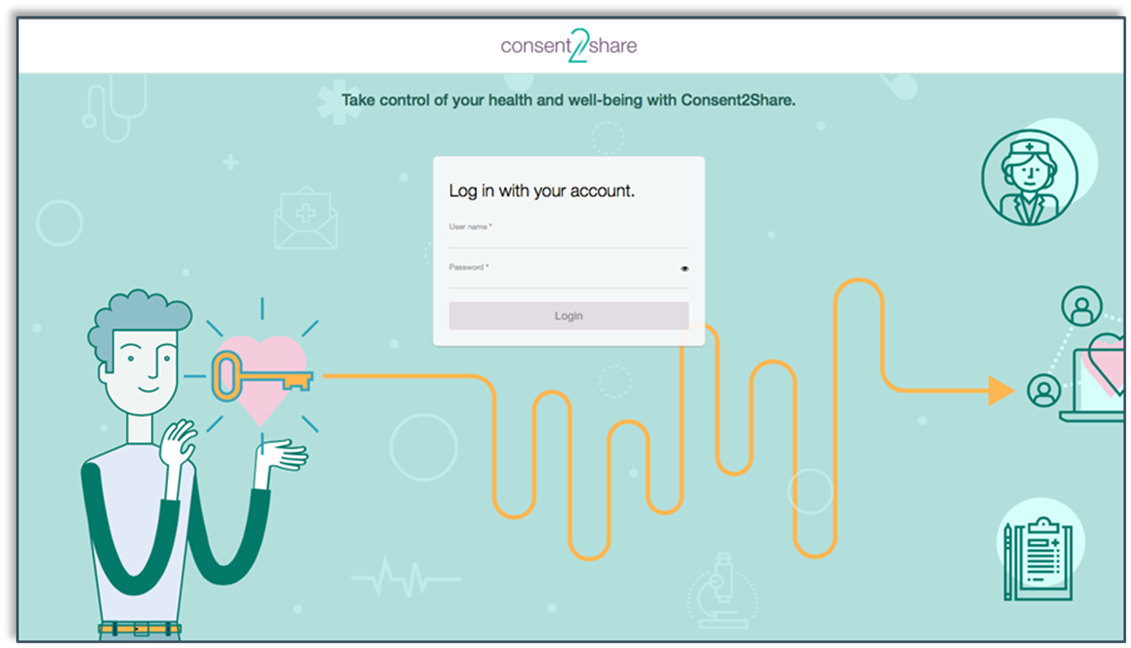 consent2share
Take control of your health and well-being with Consent2Share.
Log in with your account.
User name *
Password *
Login